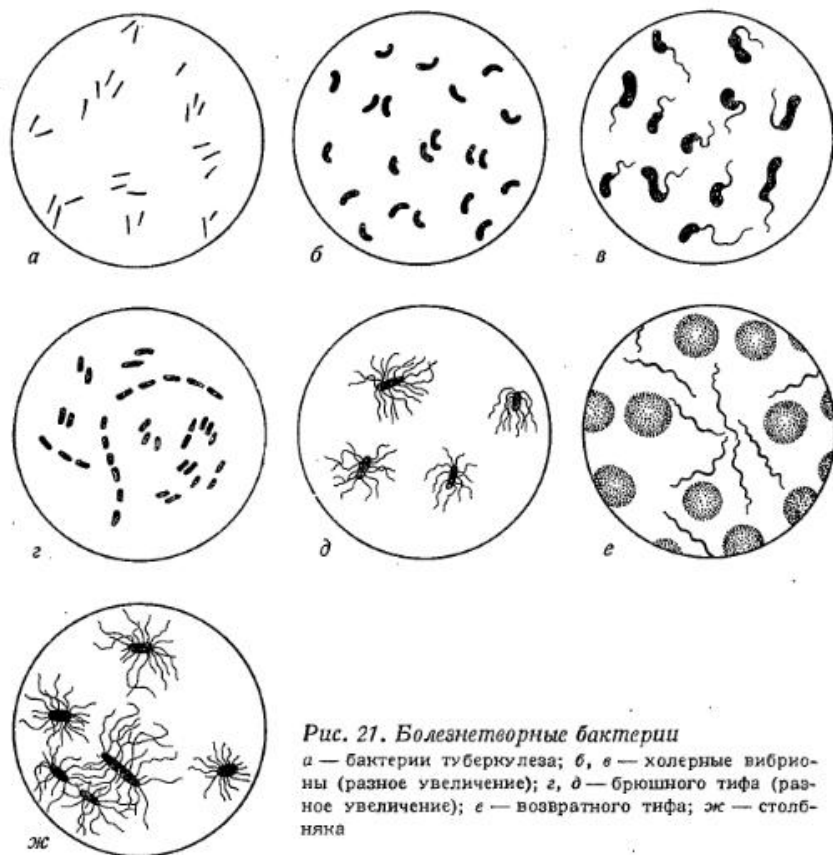 а
б
в
г
д
е
ж
Рис. 21. Болезнетворные бактерии
а — бактерии туберкулеза; б, в — холерные вибрио-
ны (разное увеличение); г, д — брюшного тифа (раз-
ное увеличение); е — возвратного тифа; ж — столб-
няка